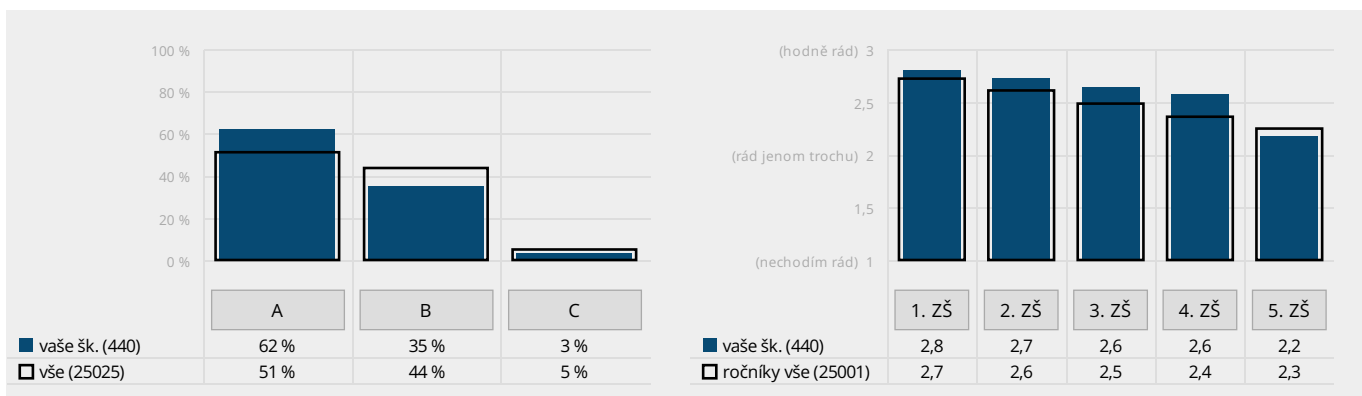 100 %
80 %
60 %
40 %
20 %
0 %
A B C
vaše šk. (440) 62 % 35 % 3 %
vše (25025) 51 % 44 % 5 %
(hodně rád) 3
2,5
(rád jenom trochu) 2
1,5
(nechodím rád) 1
1. ZŠ 2. ZŠ 3. ZŠ 4. ZŠ 5. ZŠ
vaše šk. (440) 2,8 2,7 2,6 2,6 2,2
ročníky vše (25001) 2,7 2,6 2,5 2,4 2,3